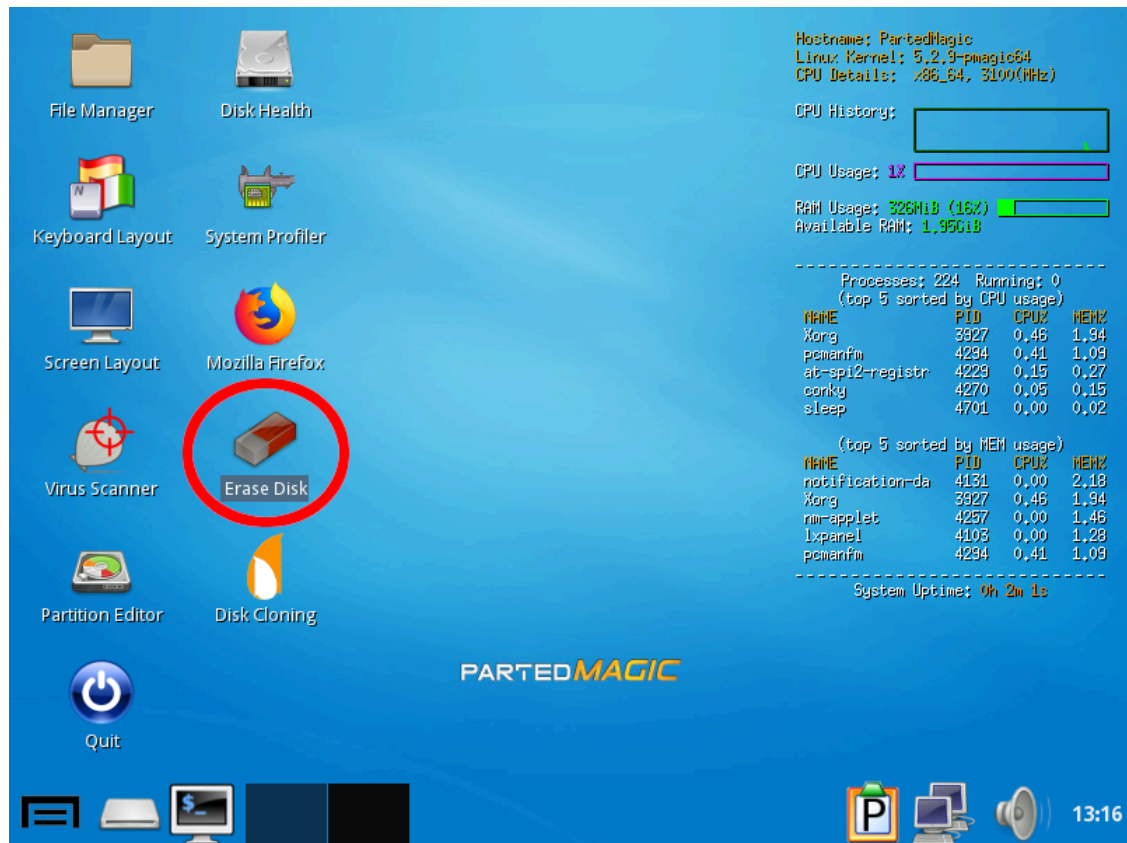 File Manager
Disk Health
Keyboard Layout
System Profiler
Screen Layout
Mozilla Firefox
Virus Scanner
Erase Disk
Partition Editor
Disk Cloning
Quit
PARTEDMAGIC
Hostname: PartedMagic
Linux Kernel: 5.2.9-pmagic64
CPU Details: x86_64, 3100(MHz)
CPU History:
CPU Usage: 1%
RAM Usage: 326MiB (16%)
Available RAM: 1.95GiB
Processes: 224 Running: 0
(top 5 sorted by CPU usage)
NAME PID CPU% MEM%
Xorg 3927 0.46 1.94
pcmanfm 4294 0.41 1.09
at-spi2-registr 4229 0.15 0.27
conky 4270 0.05 0.15
sleep 4701 0.00 0.02
(top 5 sorted by MEM usage)
NAME PID CPU% MEM%
notification-da 4131 0.00 2.18
Xorg 3927 0.46 1.94
nm-applet 4257 0.00 1.46
lxpanel 4103 0.00 1.28
pcmanfm 4294 0.41 1.09
System Uptime: 0h 2m 1s
N
$_
P
13:16